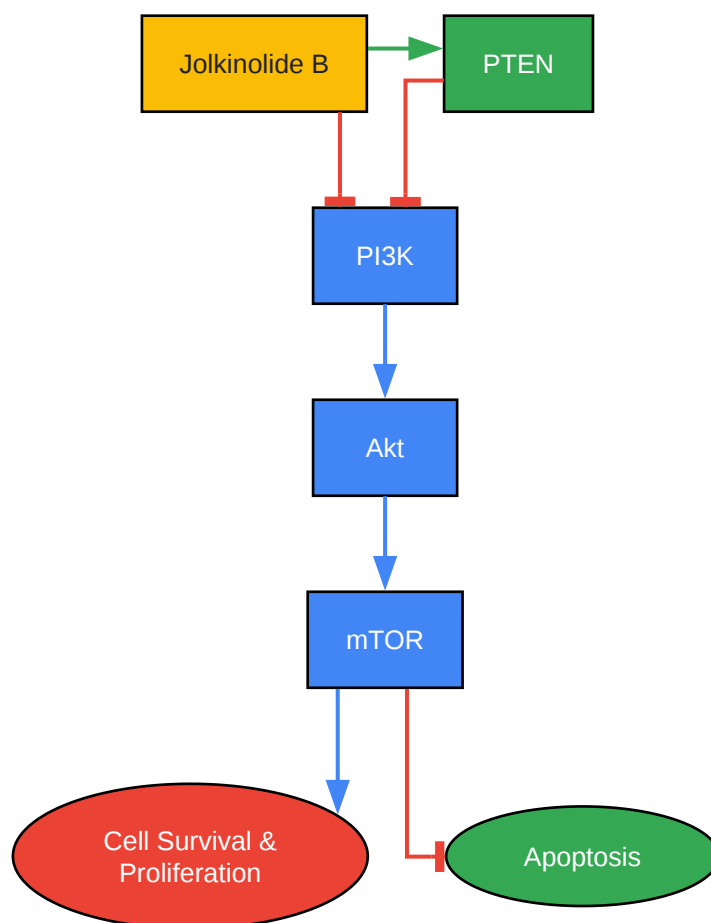 Jolkinolide B
PTEN
PI3K
Akt
mTOR
Cell Survival &
Proliferation
Apoptosis